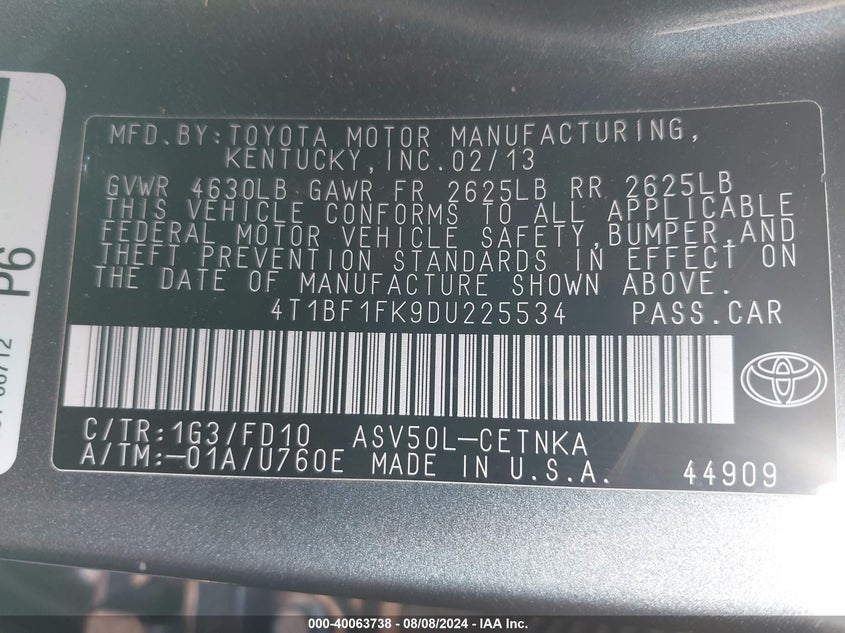 MFD.BY:TOYOTA MOTOR MANUFACTURING,
KENTUCKY,INC.02/13
GVWR 4630LB GAWR FR 2625LB RR 2625LB
THIS VEHICLE CONFORMS TO ALL APPLICABLE
FEDERAL MOTOR VEHICLE SAFETY,BUMPER,AND
THEFT PREVENTION STANDARDS IN EFFECT ON
THE DATE OF MANUFACTURE SHOWN ABOVE.
4T1BF1FK9DU225534 PASS.CAR
C/TR:1G3/FD10 ASV50L-CETNKA
A/TM:-01A/U760E MADE IN U.S.A. 44909
P6
000-40063738 - 08/08/2024 - IAA Inc.